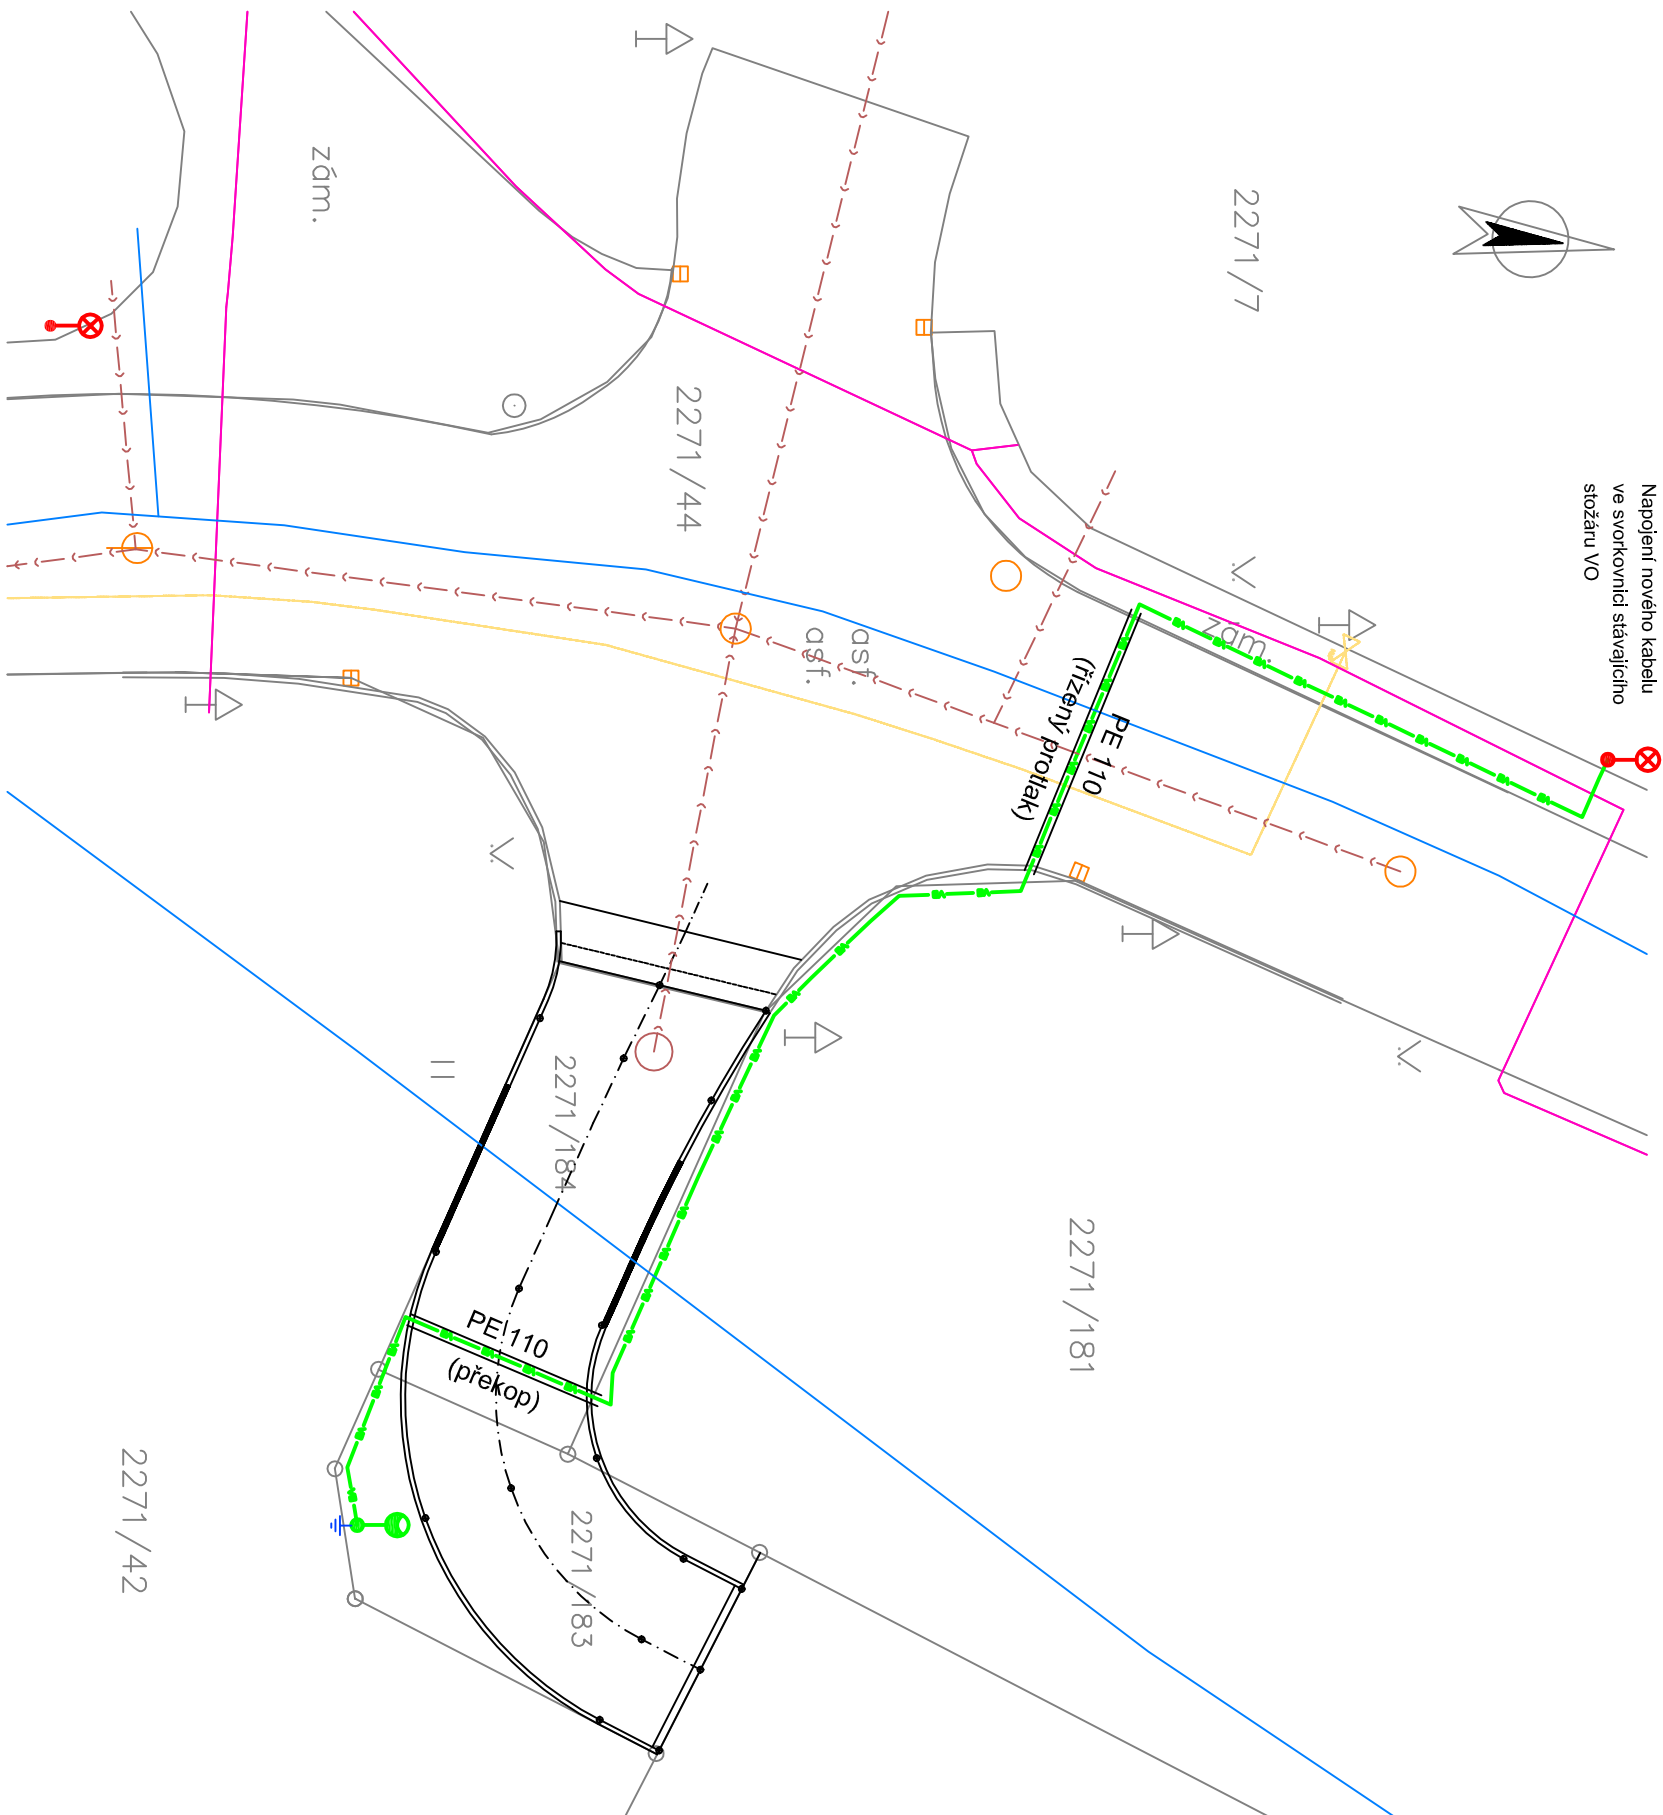 Napojení nového kabelu
ve svorkovnici stávajícího
stožáru VO
2271/7
zám.
2271/44
zám.
asf.
asf.
PE 110
(řízený protlak)
2271/184
2271/181
PE 110
(překop)
2271/42
2271/183